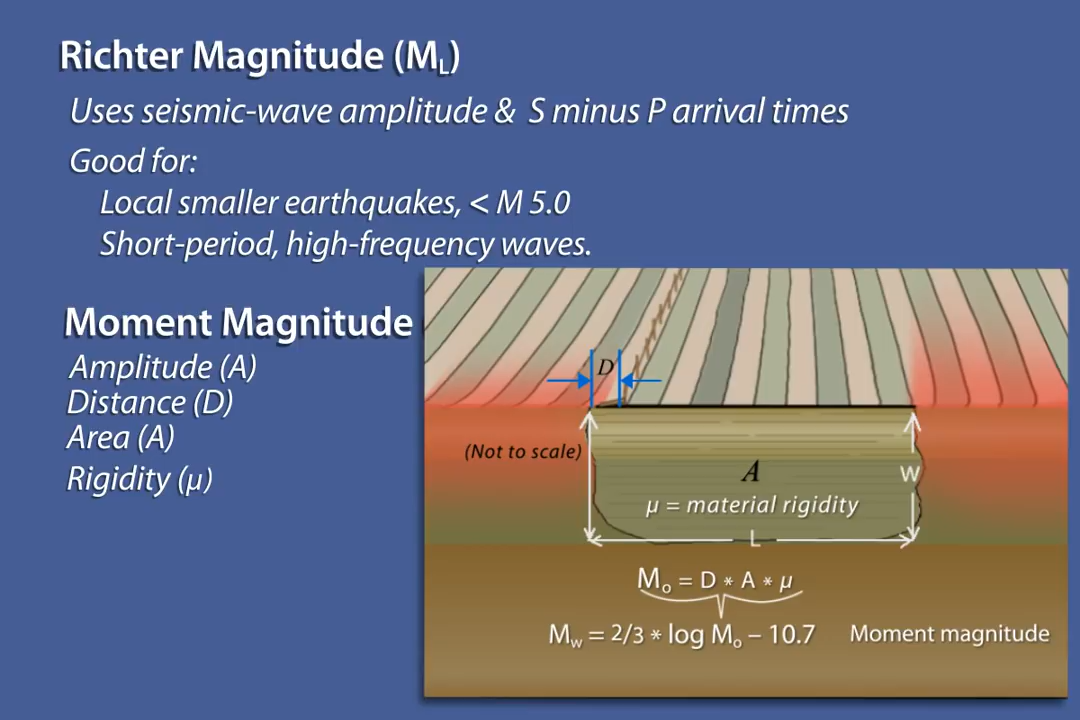 Richter Magnitude (ML)
Uses seismic-wave amplitude & S minus P arrival times
Good for:
Local smaller earthquakes, < M 5.0
Short-period, high-frequency waves.
Moment Magnitude
Amplitude (A)
Distance (D)
Area (A)
Rigidity (μ)
D
(Not to scale)
A
W
μ = material rigidity
L
Mo = D * A * μ
Mw = 2/3 * log Mo – 10.7 Moment magnitude